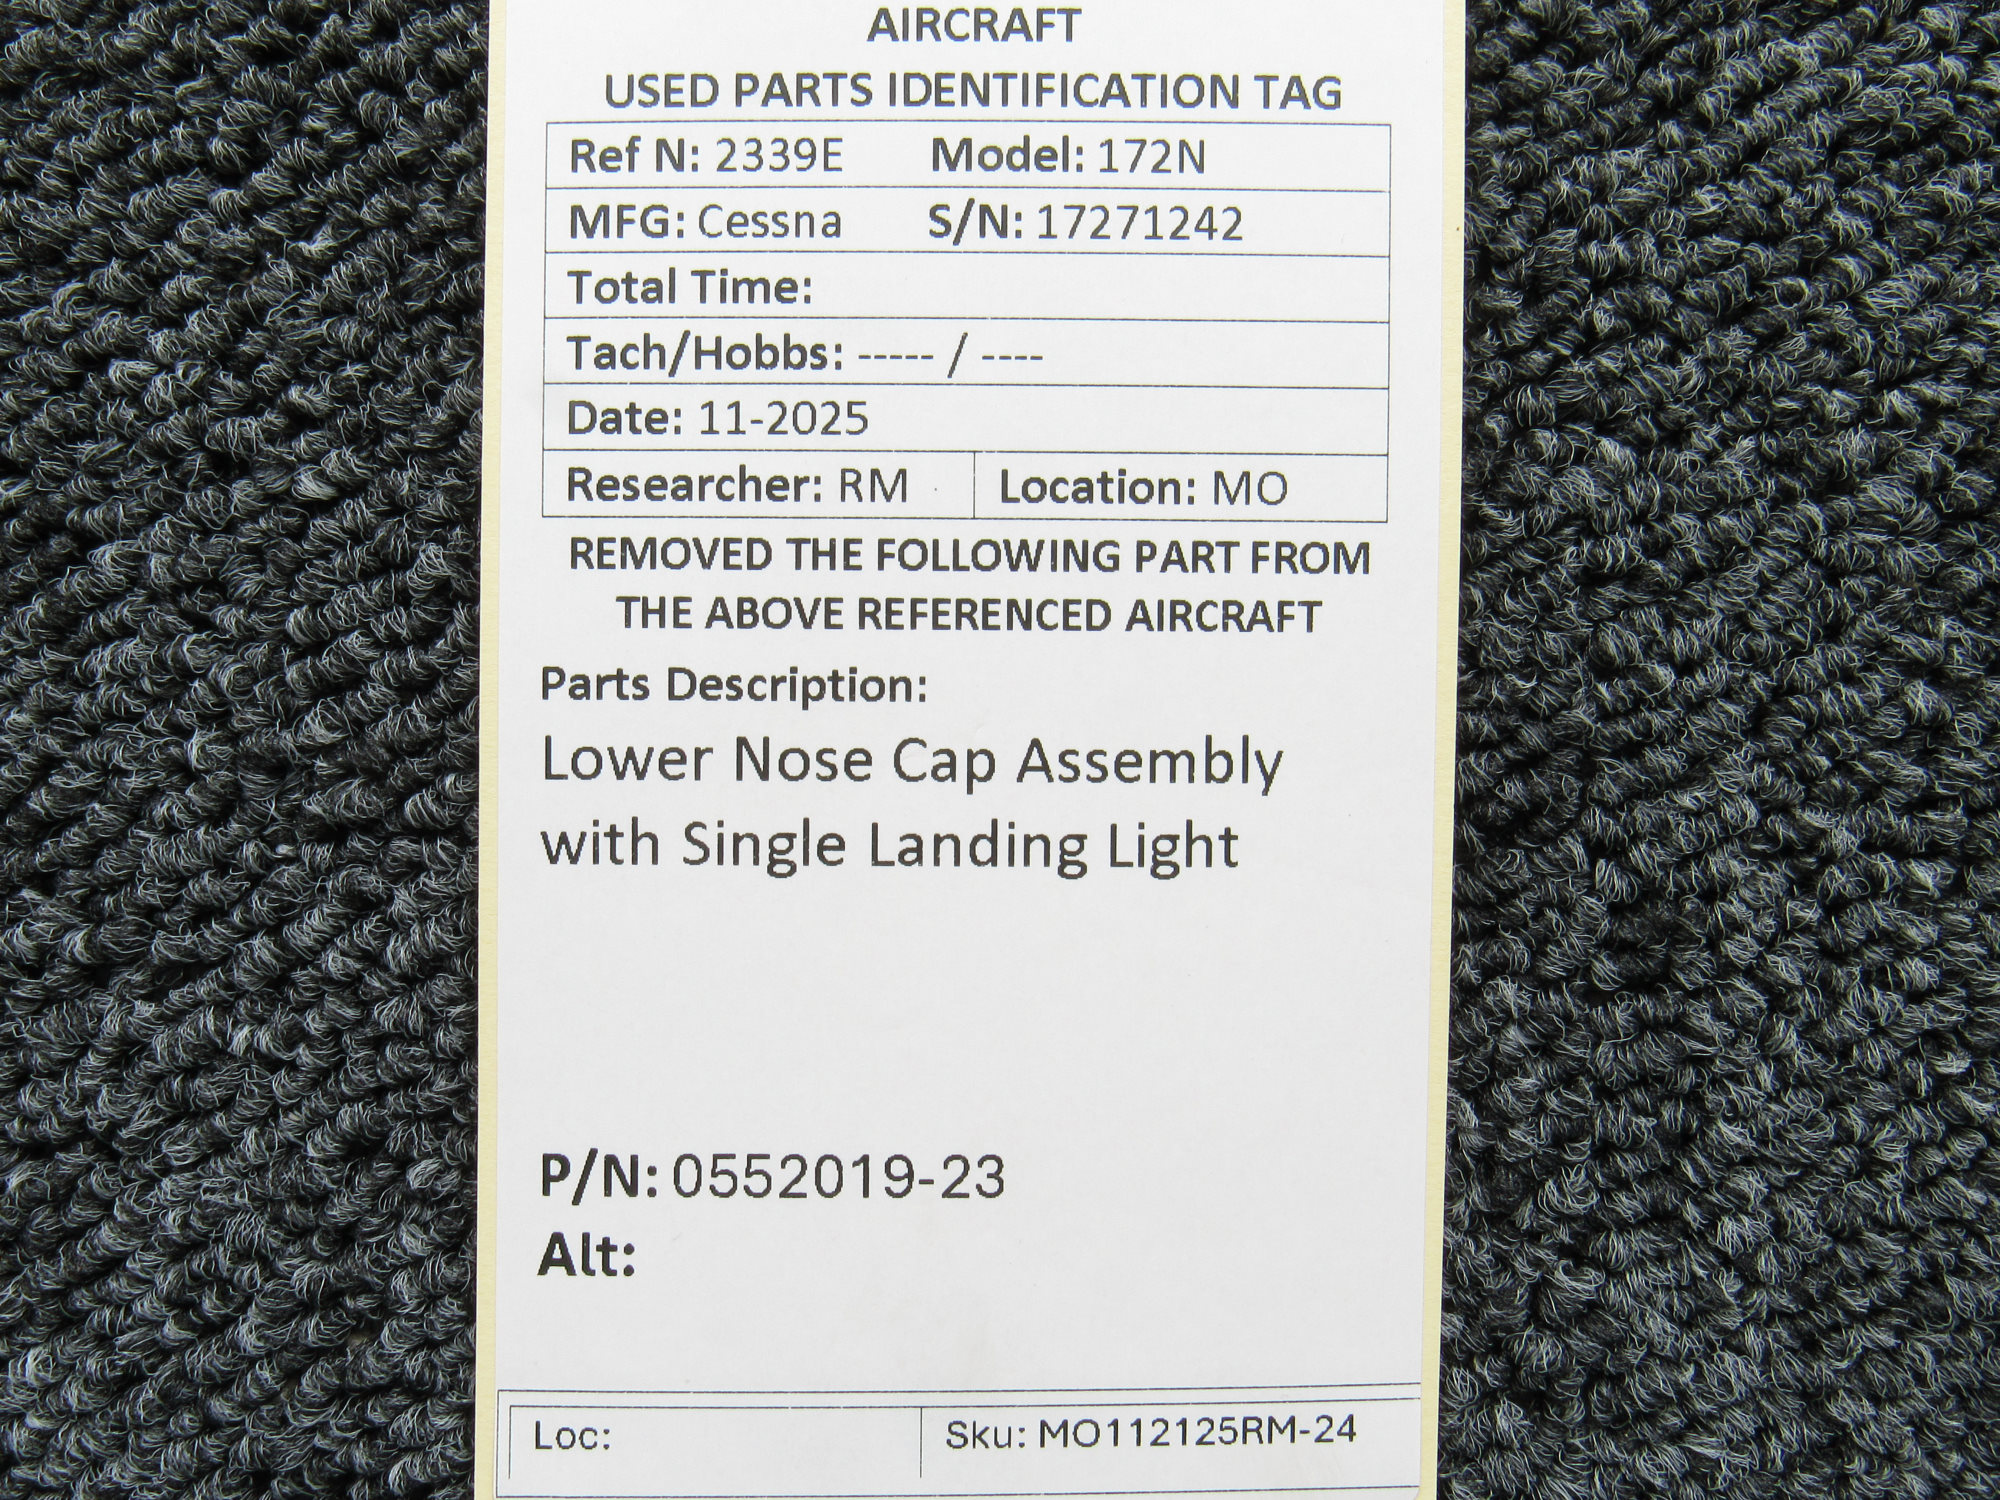 AIRCRAFT
USED PARTS IDENTIFICATION TAG
Ref N: 2339E Model: 172N
MFG: Cessna S/N: 17271242
Total Time:
Tach/Hobbs: ----- / ----
Date: 11-2025
Researcher: RM Location: MO
REMOVED THE FOLLOWING PART FROM
THE ABOVE REFERENCED AIRCRAFT
Parts Description:
Lower Nose Cap Assembly
with Single Landing Light
P/N: 0552019-23
Alt:
Loc: Sku: MO112125RM-24